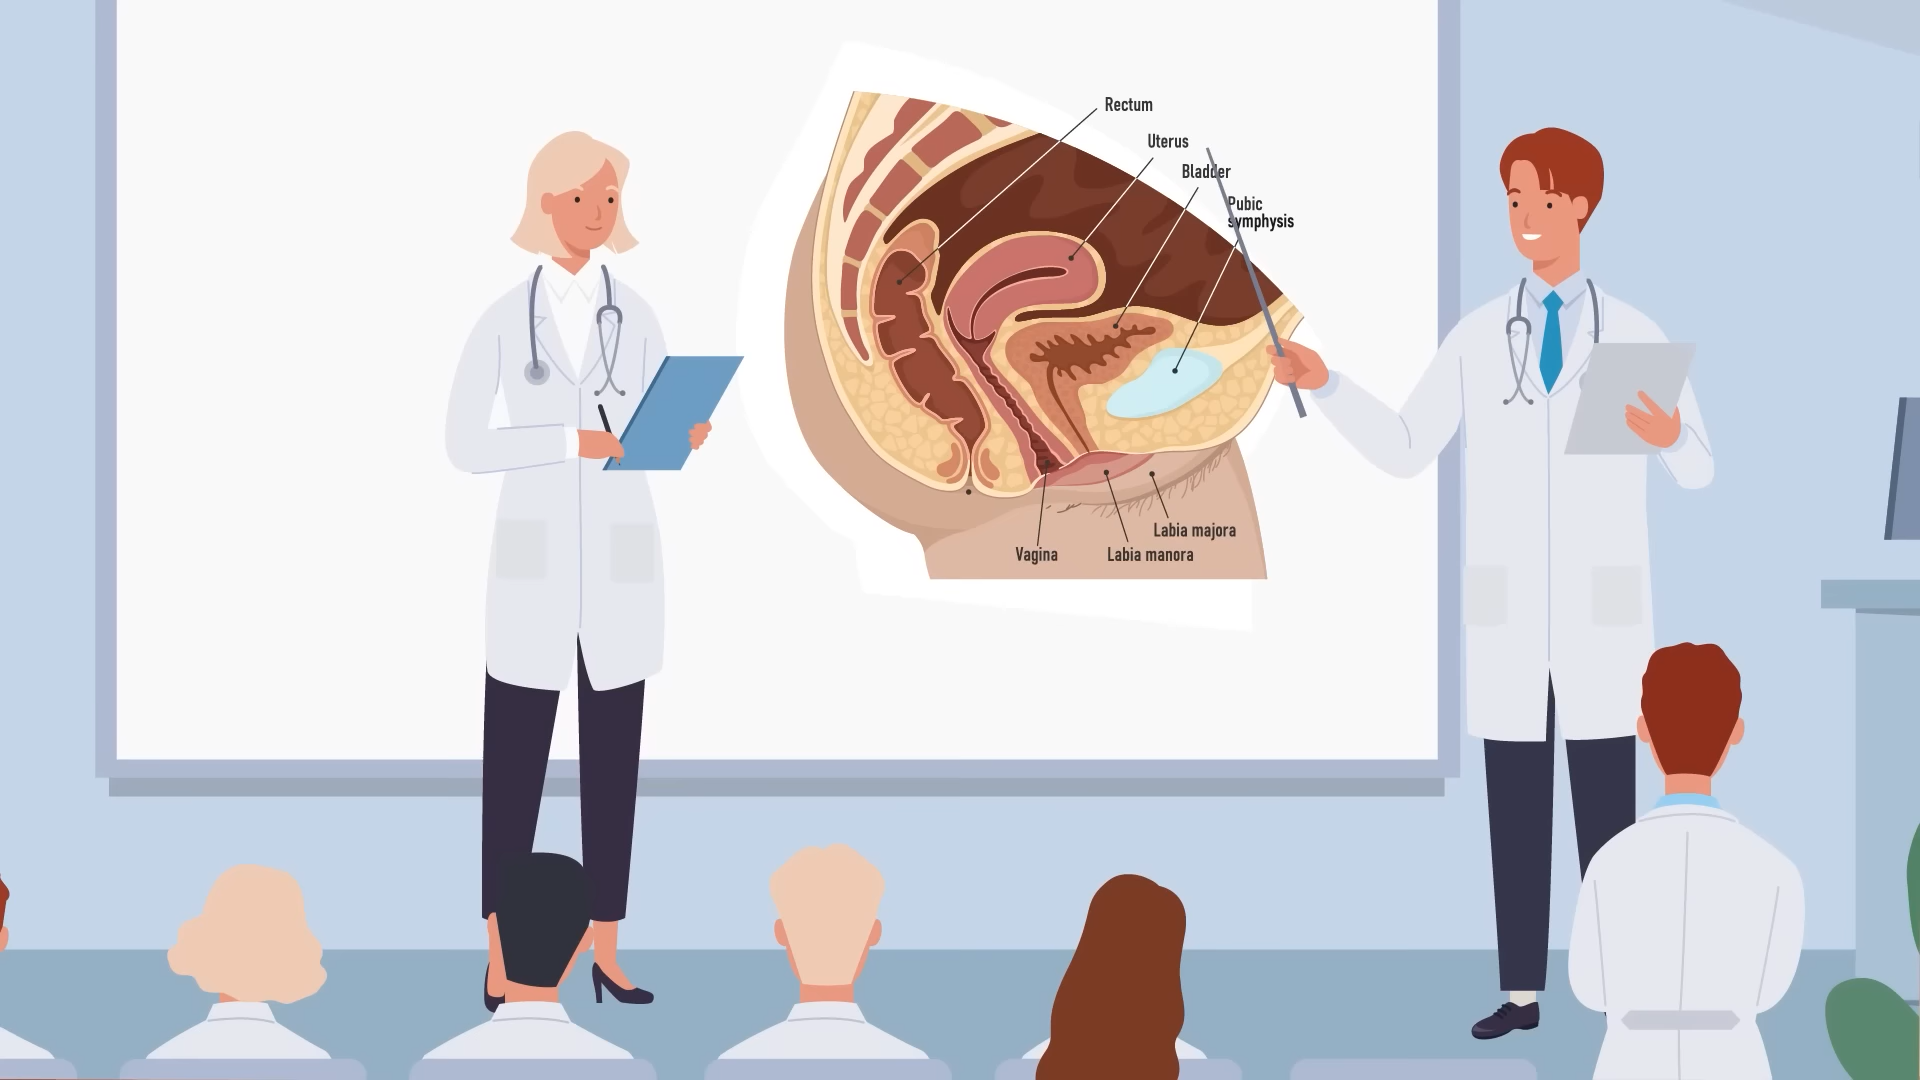 Rectum
Uterus
Bladder
Pubic
symphysis
Labia majora
Vagina
Labia manora